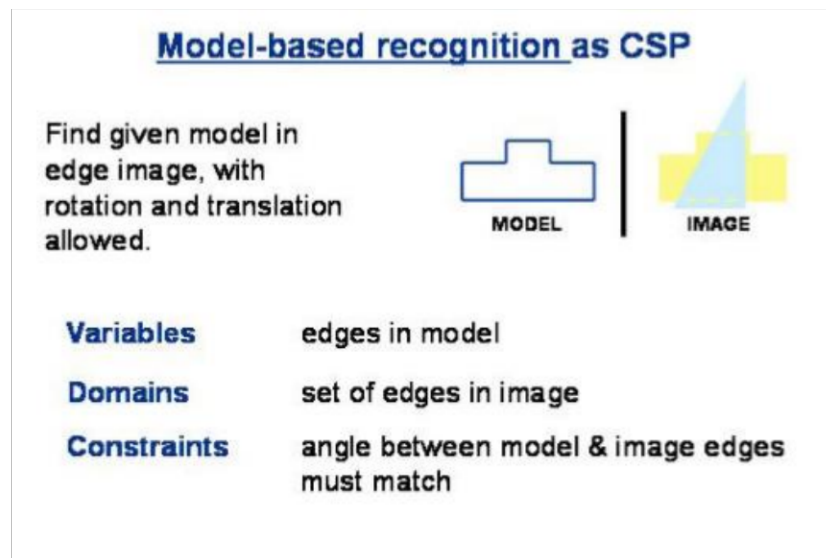 Model-based recognition as CSP
Find given model in
edge image, with
rotation and translation
allowed.
MODEL
IMAGE
Variables edges in model
Domains set of edges in image
Constraints angle between model & image edges
must match